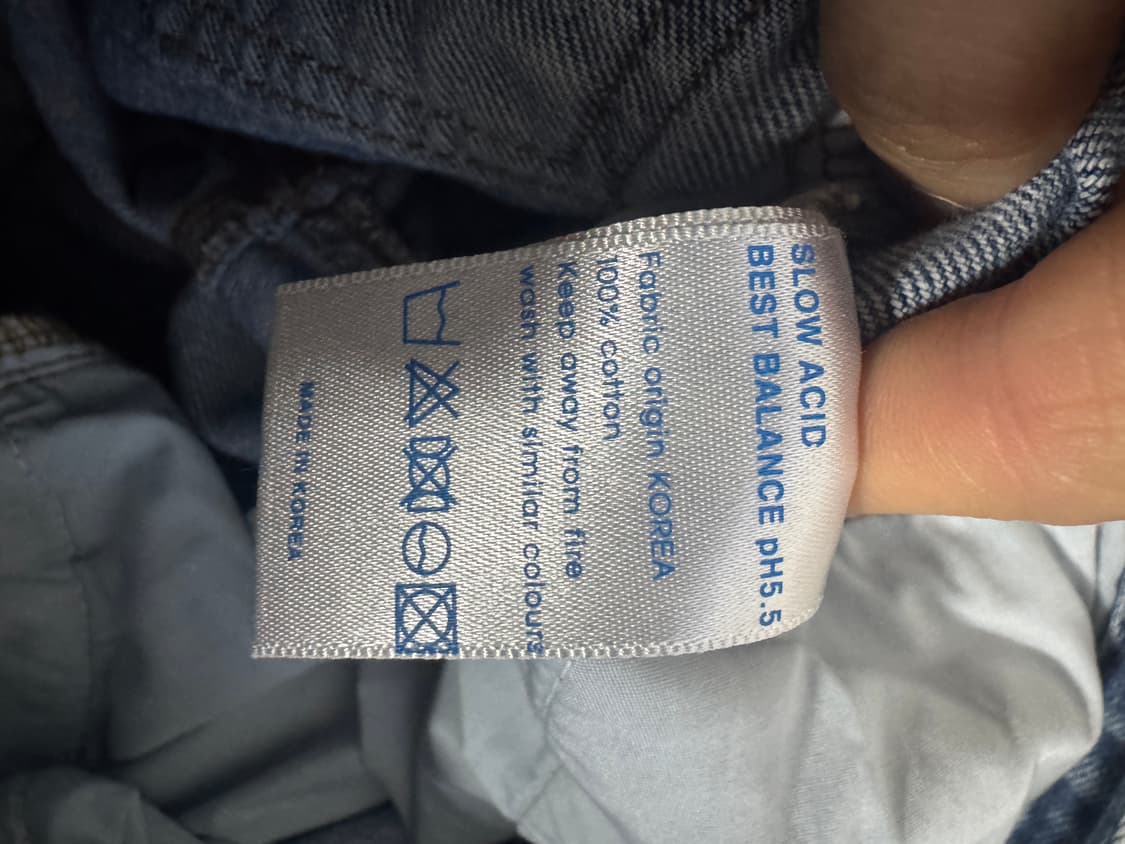 SLOW ACID
BEST BALANCE pH5.5
Fabric origin KOREA
100% cotton
Keep away from fire
wash with similar colours
MADE IN KOREA